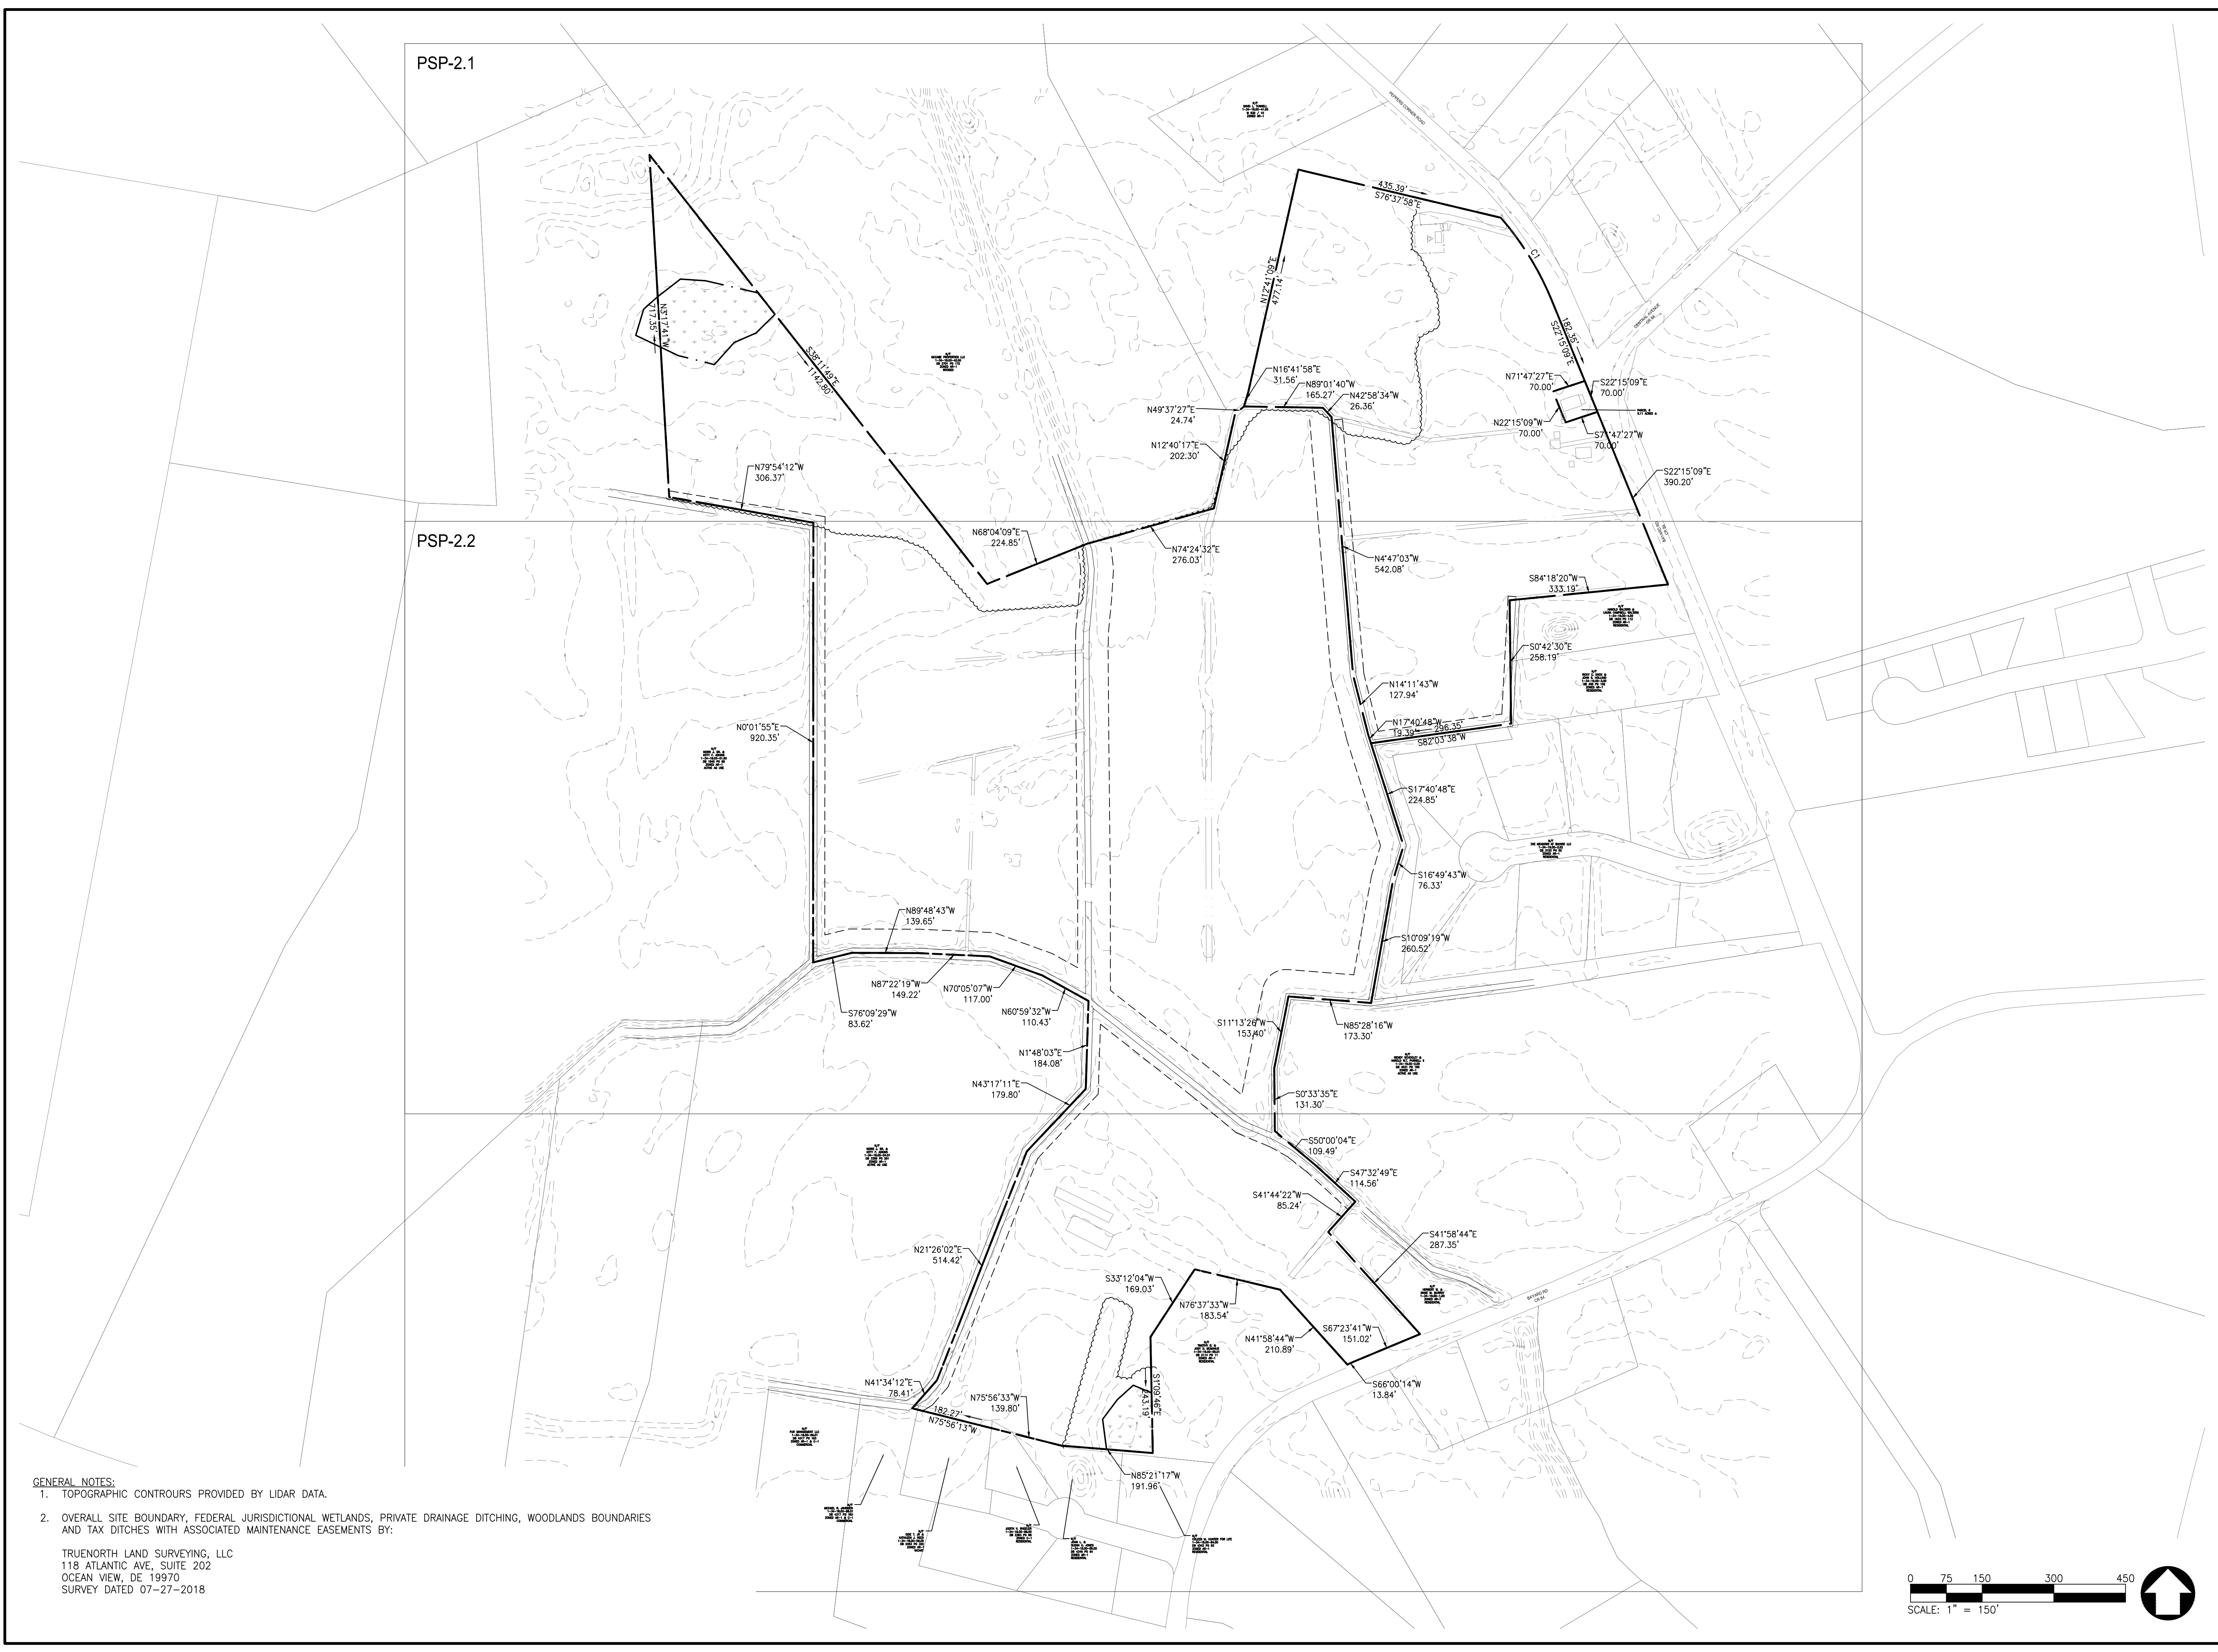 PSP-2.1
PEPPERS CORNER ROAD
435.39'
S76°37'58"E
C1
N12°41'09"E
477.14'
CENTRAL AVENUE
CR 84
182.35'
S22°15'09"E
N3°17'41"W
717.35'
S38°11'49"E
1142.80'
N16°41'58"E
31.56'
N89°01'40"W
165.27'
N42°58'34"W
26.36'
N71°47'27"E
70.00'
S22°15'09"E
70.00'
N49°37'27"E
24.74'
N22°15'09"W
70.00'
S71°47'27"W
70.00'
N12°40'17"E
202.30'
N79°54'12"W
306.37'
S22°15'09"E
390.20'
PSP-2.2
N68°04'09"E
224.85'
N74°24'32"E
276.03'
N4°47'03"W
542.08'
S84°18'20"W
333.19'
S0°42'30"E
258.19'
N14°11'43"W
127.94'
N17°40'48"W
19.39'
296.35'
S82°03'38"W
N0°01'55"E
920.35'
S17°40'48"E
224.85'
S16°49'43"W
76.33'
N89°48'43"W
139.65'
S10°09'19"W
260.52'
N87°22'19"W
149.22'
N70°05'07"W
117.00'
S76°09'29"W
83.62'
N60°59'32"W
110.43'
S11°13'26"W
153.40'
N85°28'16"W
173.30'
N1°48'03"E
184.08'
N43°17'11"E
179.80'
S0°33'35"E
131.30'
S50°00'04"E
109.49'
S47°32'49"E
114.56'
S41°44'22"W
85.24'
N21°26'02"E
514.42'
S41°58'44"E
287.35'
S33°12'04"W
169.03'
N76°37'33"W
183.54'
BAYARD RD
CR 84
S67°23'41"W
151.02'
N41°58'44"W
210.89'
N41°34'12"E
78.41'
N75°56'33"W
139.80'
S1°09'46"E
243.19'
S66°00'14"W
13.84'
182.27'
N75°56'13"W
N85°21'17"W
191.96'
GENERAL NOTES:
1. TOPOGRAPHIC CONTROURS PROVIDED BY LIDAR DATA.
2. OVERALL SITE BOUNDARY, FEDERAL JURISDICTIONAL WETLANDS, PRIVATE DRAINAGE DITCHING, WOODLANDS BOUNDARIES
AND TAX DITCHES WITH ASSOCIATED MAINTENANCE EASEMENTS BY:
TRUENORTH LAND SURVEYING, LLC
118 ATLANTIC AVE, SUITE 202
OCEAN VIEW, DE 19970
SURVEY DATED 07-27-2018
0 75 150 300 450
SCALE: 1" = 150'